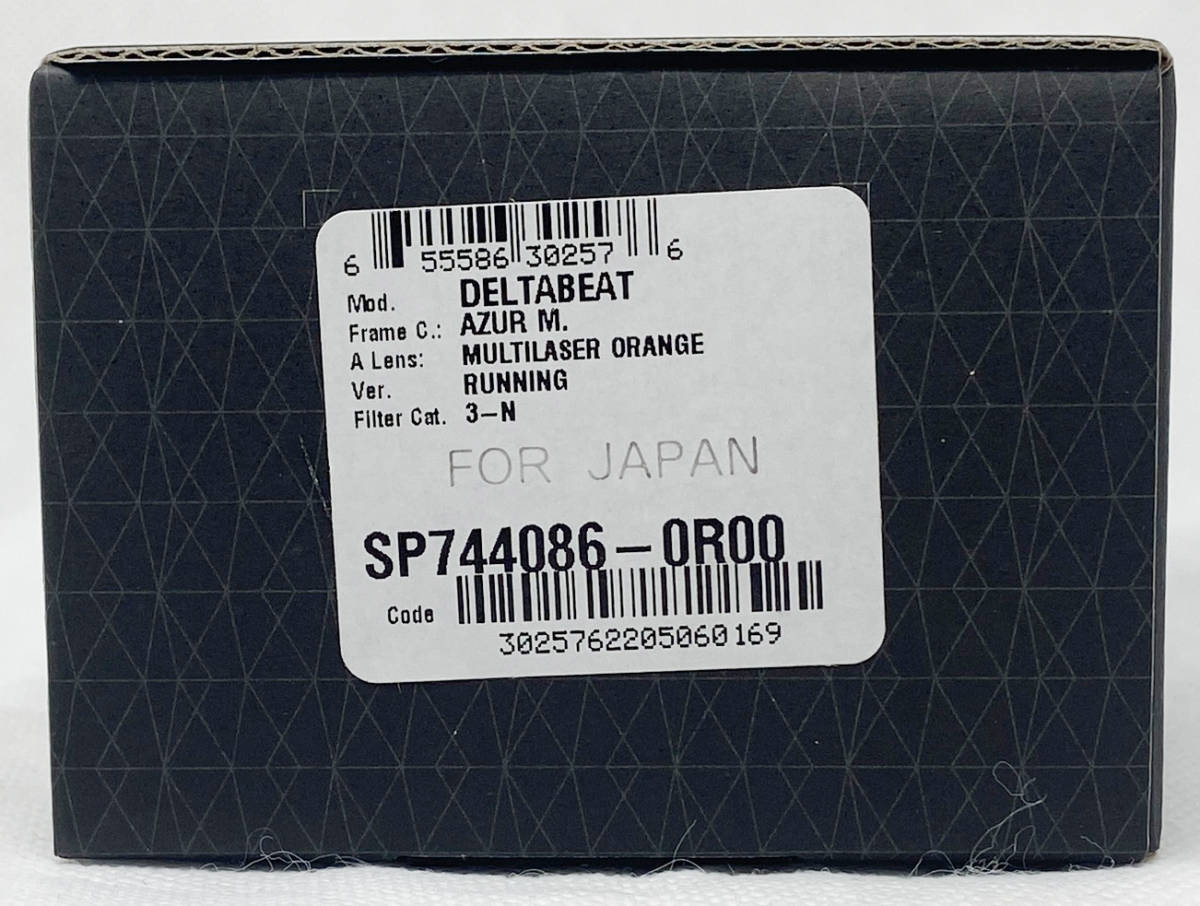 6 55586 30257 6
Mod. DELTABEAT
Frame C.: AZUR M.
A Lens: MULTILASER ORANGE
Ver. RUNNING
Filter Cat. 3-N
FOR JAPAN
SP744086-0R00
Code
3025762205060169